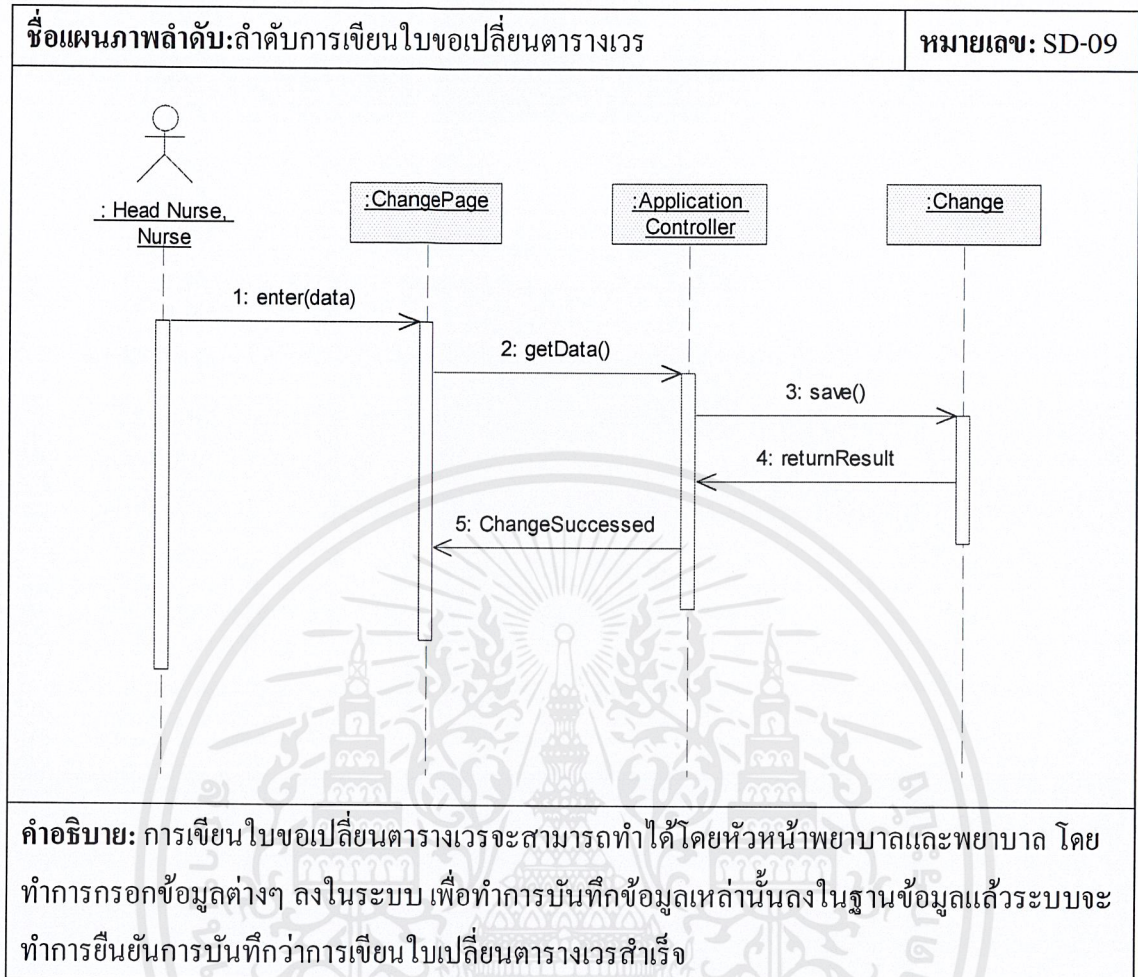 ชื่อแผนภาพลำดับ:ลำดับการเขียนใบขอเปลี่ยนตารางเวร
หมายเลข: SD-09
: Head Nurse,
Nurse
:ChangePage
:Application
Controller
:Change
1: enter(data)
2: getData()
3: save()
4: returnResult
5: ChangeSuccessed
คำอธิบาย: การเขียนใบขอเปลี่ยนตารางเวรจะสามารถทำได้โดยหัวหน้าพยาบาลและพยาบาล โดย
ทำการกรอกข้อมูลต่างๆ ลงในระบบ เพื่อทำการบันทึกข้อมูลเหล่านั้นลงในฐานข้อมูลแล้วระบบจะ
ทำการยืนยันการบันทึกว่าการเขียนใบเปลี่ยนตารางเวรสำเร็จ